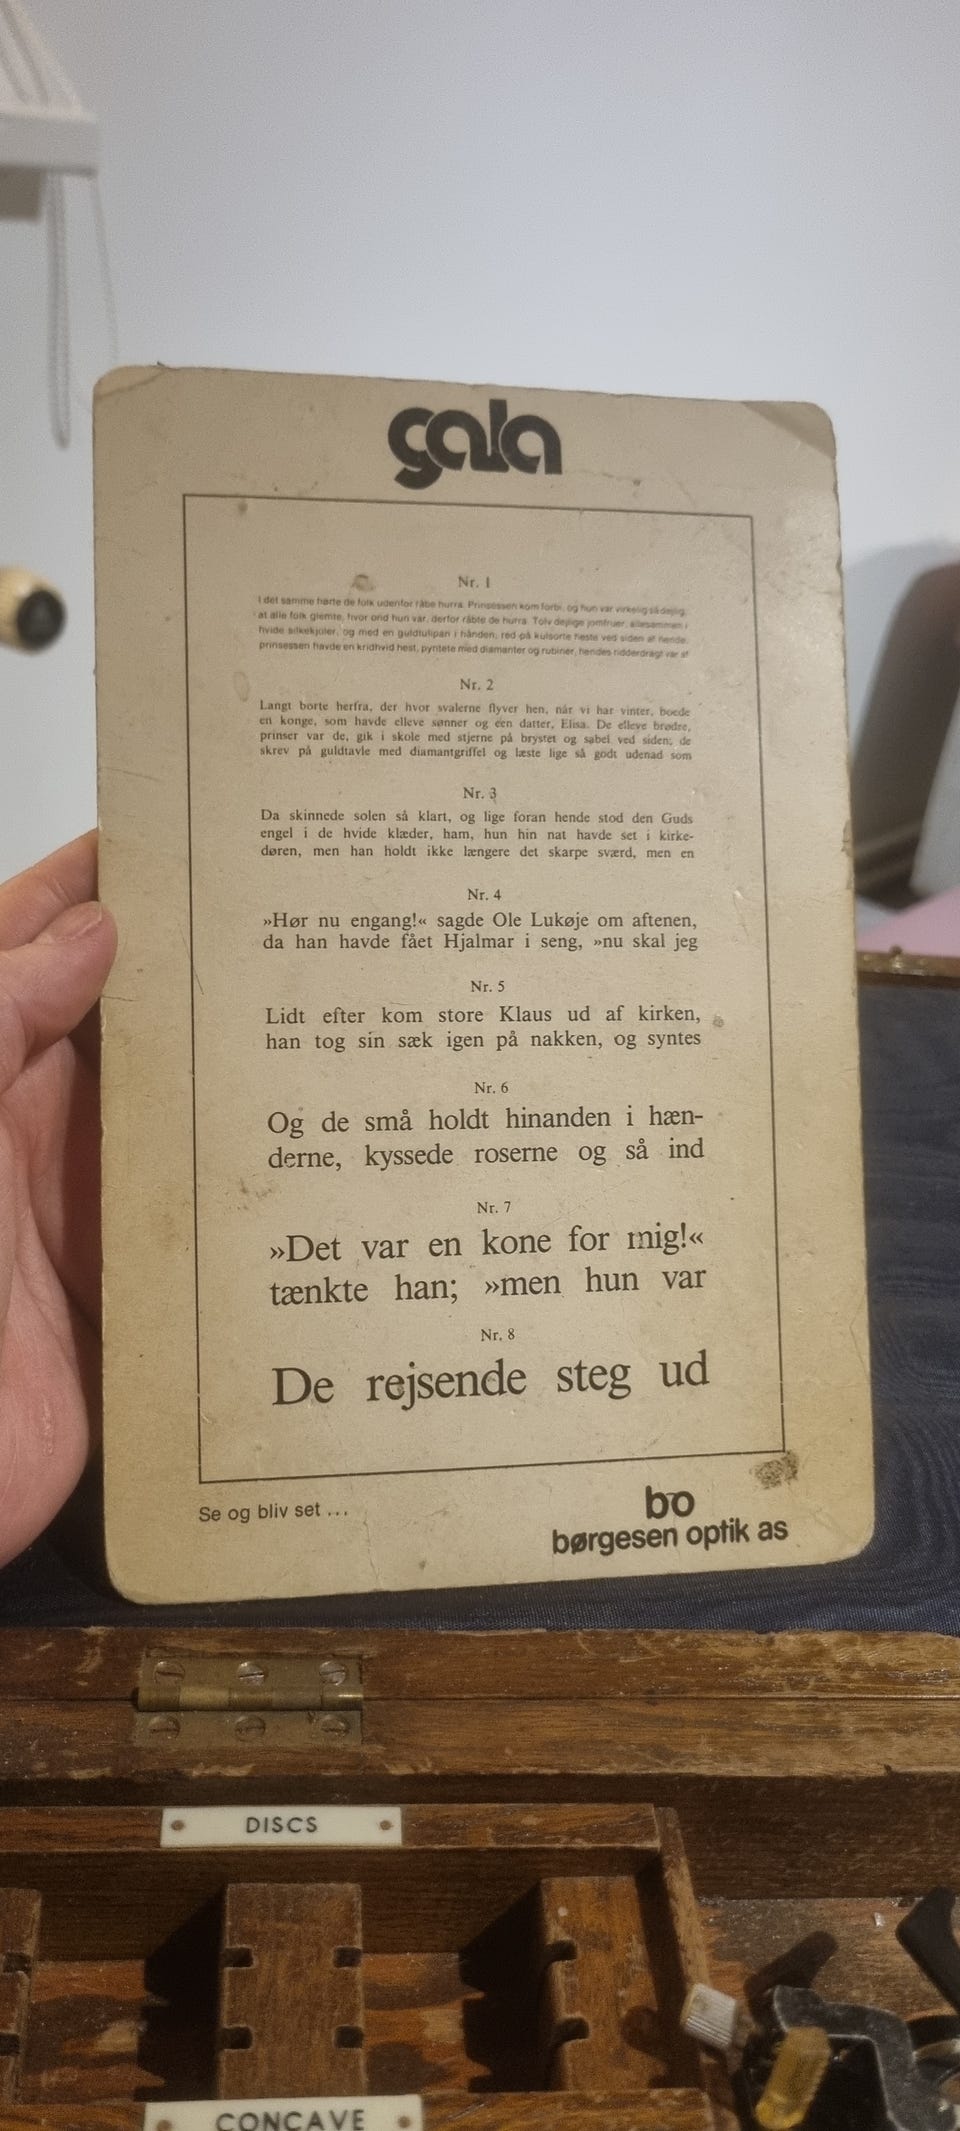 gala
Nr. 1
I det samme hørte de folk udenfor råbe hurra. Prinsessen kom forbi, og hun var virkelig så dejlig,
at alle folk glemte, hvor ond hun var, derfor råbte de hurra. Tolv dejlige jomfruer, allesammen i
hvide silkekjoler, og med en guldtulipan i hånden, red på kulsorte heste ved siden af hende.
prinsessen havde en kridhvid hest, pyntete med diamanter og rubiner, hendes ridderdragt var af
Nr. 2
Langt borte herfra, der hvor svalerne flyver hen, når vi har vinter, boede
en konge, som havde elleve sønner og een datter, Elisa. De elleve brødre,
prinser var de, gik i skole med stjerne på brystet og sabel ved siden; de
skrev på guldtavle med diamantgriffel og læste lige så godt udenad som
Nr. 3
Da skinnede solen så klart, og lige foran hende stod den Guds
engel i de hvide klæder, ham, hun hin nat havde set i kirke-
døren, men han holdt ikke længere det skarpe sværd, men en
Nr. 4
»Hør nu engang!« sagde Ole Lukøje om aftenen,
da han havde fået Hjalmar i seng, »nu skal jeg
Nr. 5
Lidt efter kom store Klaus ud af kirken,
han tog sin sæk igen på nakken, og syntes
Nr. 6
Og de små holdt hinanden i hæn-
derne, kyssede roserne og så ind
Nr. 7
»Det var en kone for mig!«
tænkte han; »men hun var
Nr. 8
De rejsende steg ud
Se og bliv set ...
bo
børgesen optik as
DISCS
CONCAVE